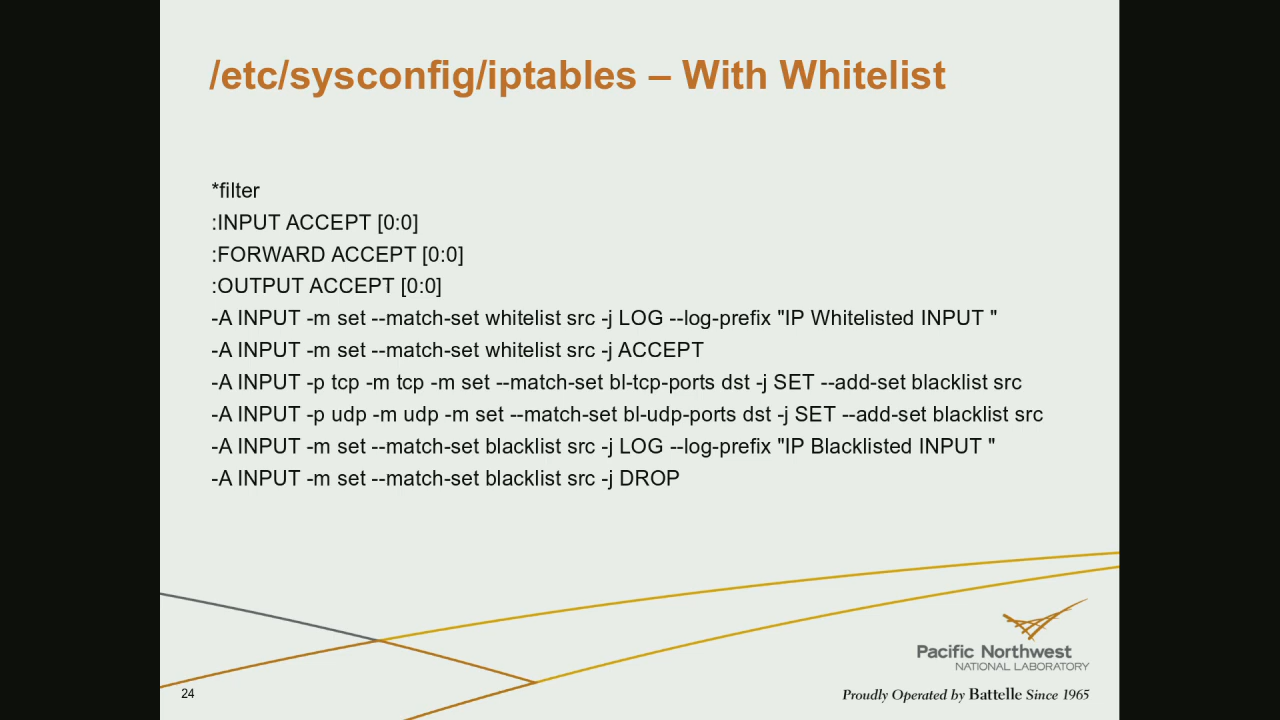 /etc/sysconfig/iptables – With Whitelist
*filter
:INPUT ACCEPT [0:0]
:FORWARD ACCEPT [0:0]
:OUTPUT ACCEPT [0:0]
-A INPUT -m set --match-set whitelist src -j LOG --log-prefix "IP Whitelisted INPUT "
-A INPUT -m set --match-set whitelist src -j ACCEPT
-A INPUT -p tcp -m tcp -m set --match-set bl-tcp-ports dst -j SET --add-set blacklist src
-A INPUT -p udp -m udp -m set --match-set bl-udp-ports dst -j SET --add-set blacklist src
-A INPUT -m set --match-set blacklist src -j LOG --log-prefix "IP Blacklisted INPUT "
-A INPUT -m set --match-set blacklist src -j DROP
Pacific Northwest
NATIONAL LABORATORY
24
Proudly Operated by Battelle Since 1965